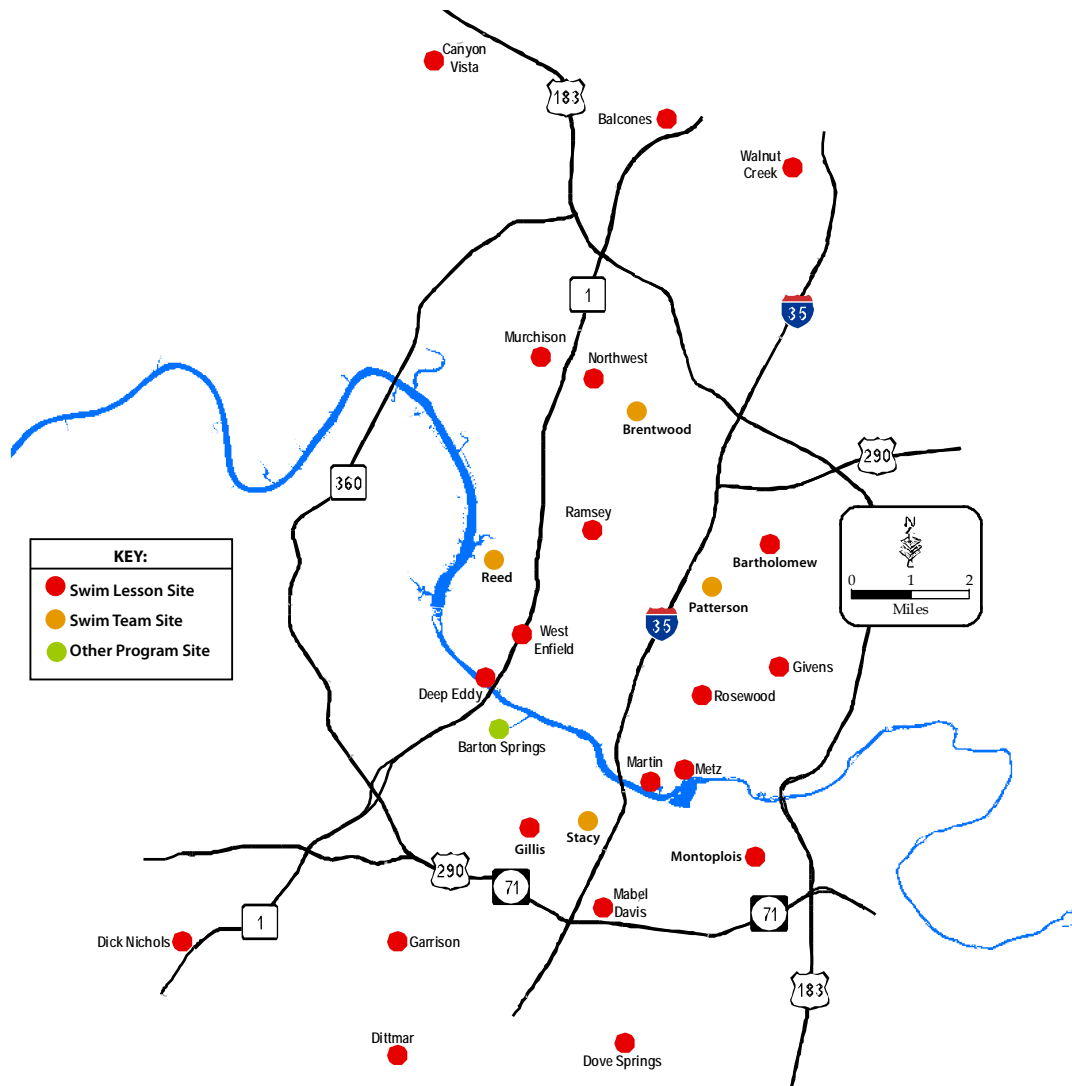 Canyon
Vista
183
Balcones
Walnut
Creek
1
35
Murchison
Northwest
Brentwood
290
360
Ramsey
N
KEY:
Swim Lesson Site
Swim Team Site
Other Program Site
Reed
Bartholomew
0 1 2
Miles
Patterson
35
West
Enfield
Givens
Deep Eddy
Rosewood
Barton Springs
Martin
Metz
Gillis
Stacy
Montoplois
290
71
Mabel
Davis
71
1
Dick Nichols
Garrison
183
Dittmar
Dove Springs